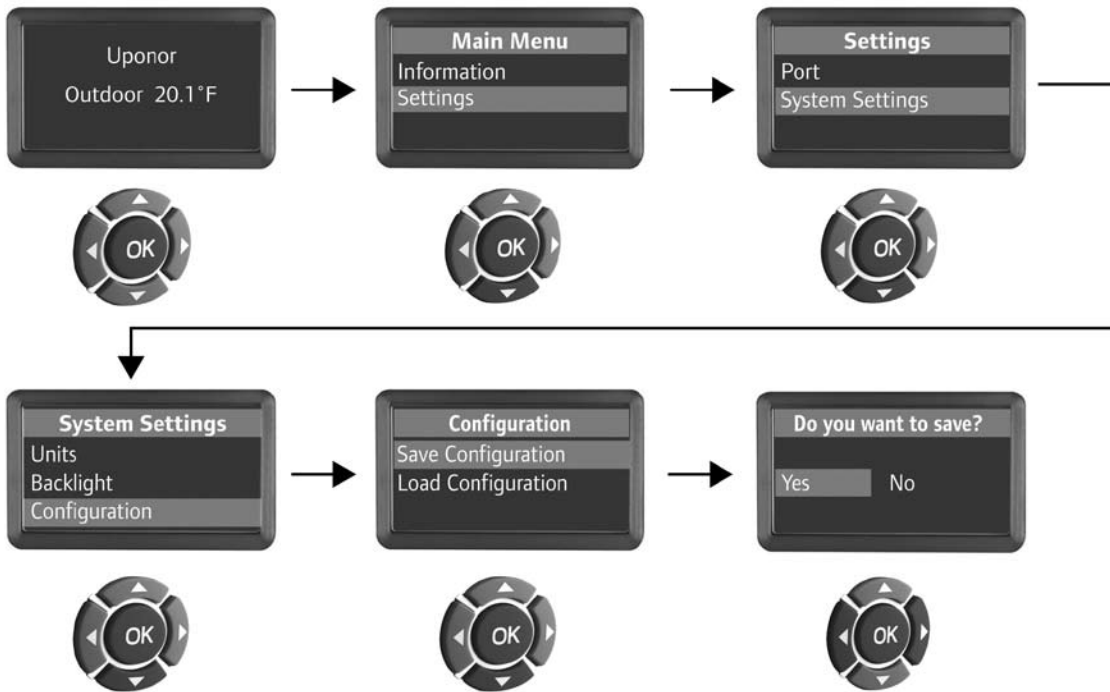 Uponor
Outdoor 20.1°F
OK
Main Menu
Information
Settings
OK
Settings
Port
System Settings
OK
System Settings
Units
Backlight
Configuration
OK
Configuration
Save Configuration
Load Configuration
OK
Do you want to save?
Yes No
OK